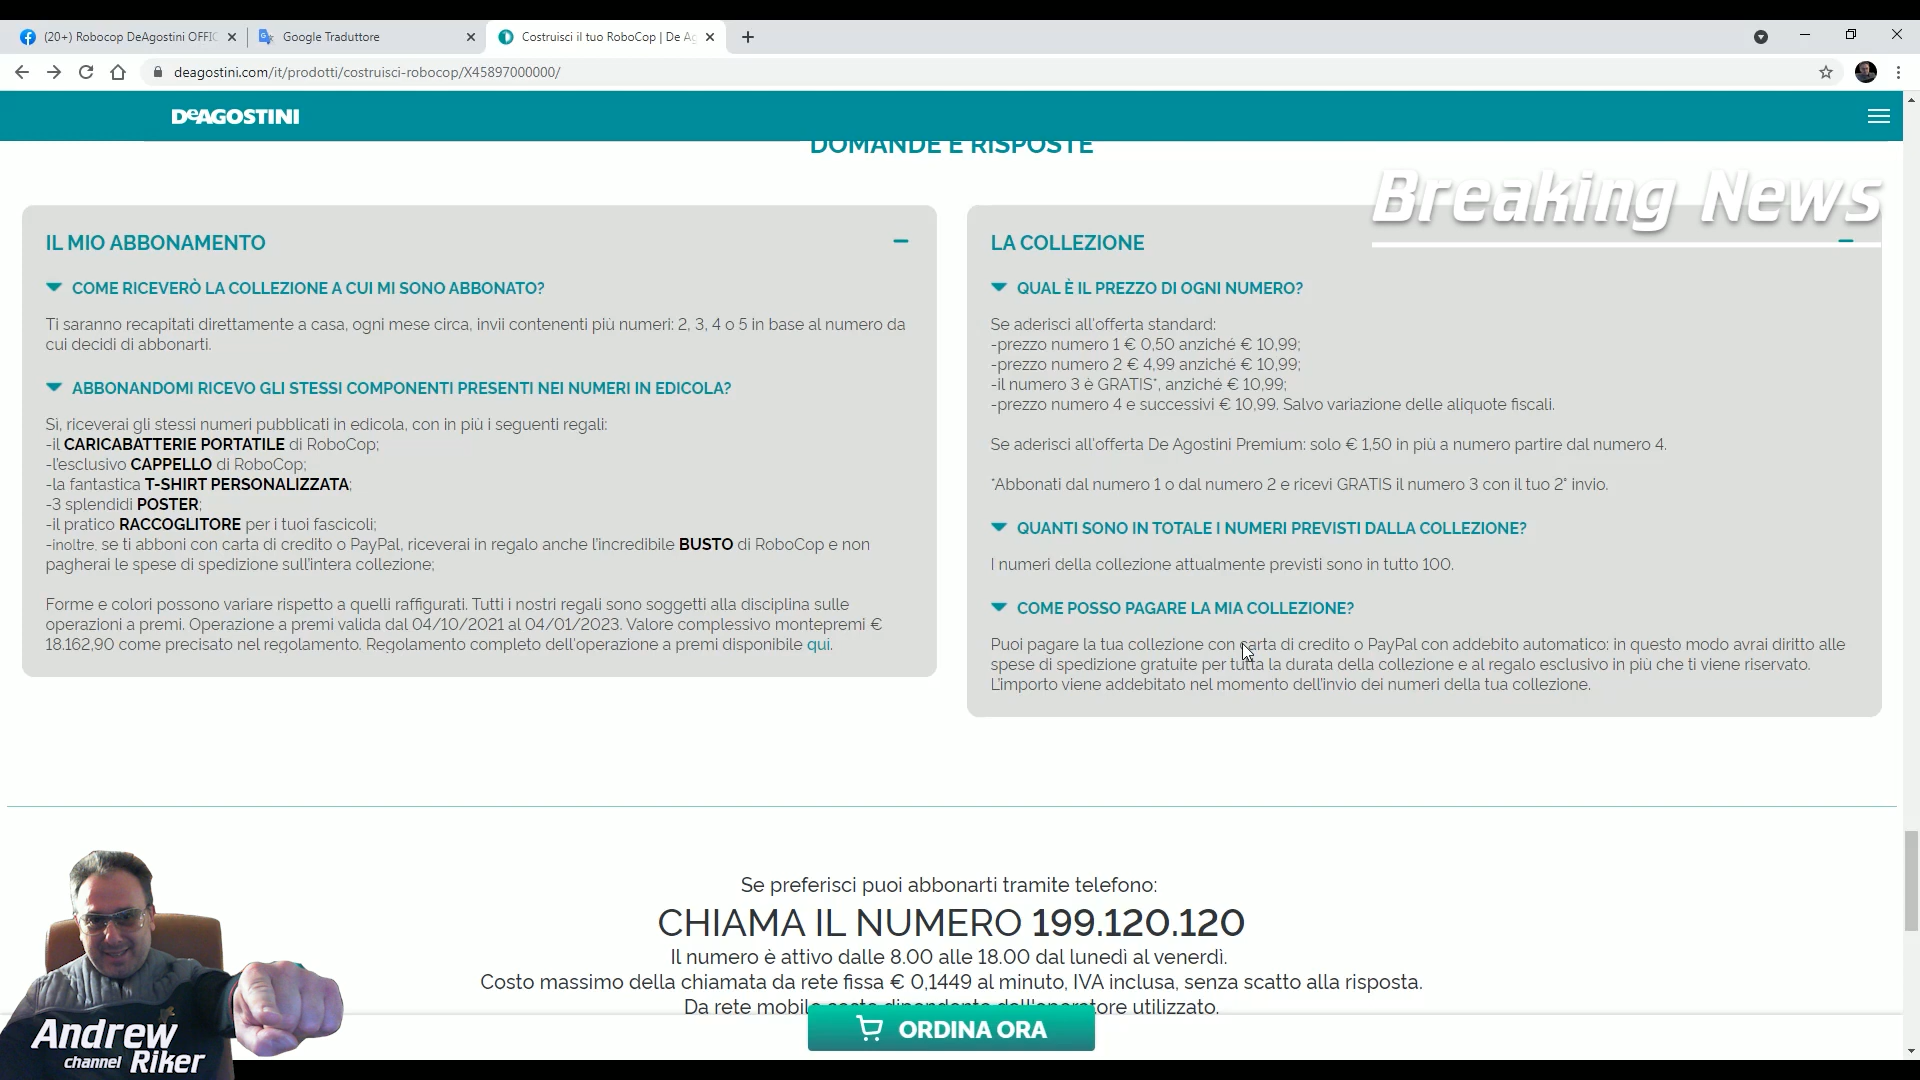 (20+) Robocop DeAgostini OFFIC
Google Traduttore
Costruisci il tuo RoboCop | De Ag
deagostini.com/it/prodotti/costruisci-robocop/X45897000000/
DeAGOSTINI
DOMANDE E RISPOSTE
Breaking News
IL MIO ABBONAMENTO
COME RICEVERÒ LA COLLEZIONE A CUI MI SONO ABBONATO?
Ti saranno recapitati direttamente a casa, ogni mese circa, invii contenenti più numeri: 2, 3, 4 o 5 in base al numero da
cui decidi di abbonarti.
ABBONANDOMI RICEVO GLI STESSI COMPONENTI PRESENTI NEI NUMERI IN EDICOLA?
Sì, riceverai gli stessi numeri pubblicati in edicola, con in più i seguenti regali:
-il CARICABATTERIE PORTATILE di RoboCop;
-l'esclusivo CAPPELLO di RoboCop;
-la fantastica T-SHIRT PERSONALIZZATA;
-3 splendidi POSTER;
-il pratico RACCOGLITORE per i tuoi fascicoli;
-inoltre, se ti abboni con carta di credito o PayPal, riceverai in regalo anche l'incredibile BUSTO di RoboCop e non
pagherai le spese di spedizione sull'intera collezione;
Forme e colori possono variare rispetto a quelli raffigurati. Tutti i nostri regali sono soggetti alla disciplina sulle
operazioni a premi. Operazione a premi valida dal 04/10/2021 al 04/01/2023. Valore complessivo montepremi €
18.162,90 come precisato nel regolamento. Regolamento completo dell'operazione a premi disponibile qui.
LA COLLEZIONE
QUAL È IL PREZZO DI OGNI NUMERO?
Se aderisci all'offerta standard:
-prezzo numero 1 € 0,50 anziché € 10,99;
-prezzo numero 2 € 4,99 anziché € 10,99;
-il numero 3 è GRATIS*, anziché € 10,99;
-prezzo numero 4 e successivi € 10,99. Salvo variazione delle aliquote fiscali.
Se aderisci all'offerta De Agostini Premium: solo € 1,50 in più a numero partire dal numero 4.
*Abbonati dal numero 1 o dal numero 2 e ricevi GRATIS il numero 3 con il tuo 2° invio.
QUANTI SONO IN TOTALE I NUMERI PREVISTI DALLA COLLEZIONE?
I numeri della collezione attualmente previsti sono in tutto 100.
COME POSSO PAGARE LA MIA COLLEZIONE?
Puoi pagare la tua collezione con carta di credito o PayPal con addebito automatico: in questo modo avrai diritto alle
spese di spedizione gratuite per tutta la durata della collezione e al regalo esclusivo in più che ti viene riservato.
L'importo viene addebitato nel momento dell'invio dei numeri della tua collezione.
Se preferisci puoi abbonarti tramite telefono:
CHIAMA IL NUMERO 199.120.120
Il numero è attivo dalle 8.00 alle 18.00 dal lunedì al venerdì.
Costo massimo della chiamata da rete fissa € 0,1449 al minuto, IVA inclusa, senza scatto alla risposta.
Da rete mobile costo dipendente dall'operatore utilizzato.
ORDINA ORA
Andrew
channel Riker